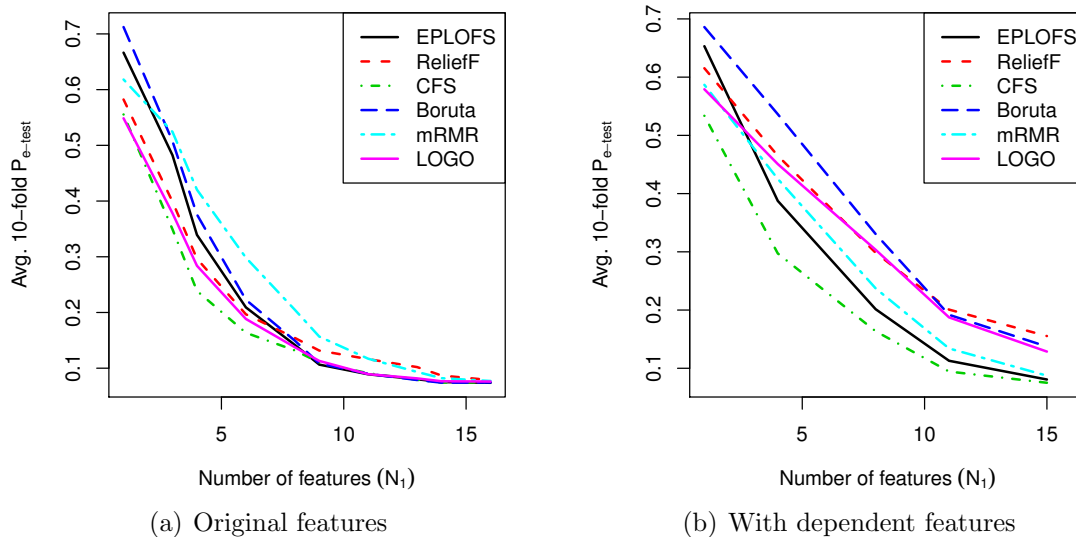 0.7
0.6
0.5
0.4
0.3
0.2
0.1
Avg. 10−fold Pe−test
5
10
15
Number of features (N1)
EPLOFS
ReliefF
CFS
Boruta
mRMR
LOGO
(a) Original features
0.7
0.6
0.5
0.4
0.3
0.2
0.1
Avg. 10−fold Pe−test
5
10
15
Number of features (N1)
EPLOFS
ReliefF
CFS
Boruta
mRMR
LOGO
(b) With dependent features